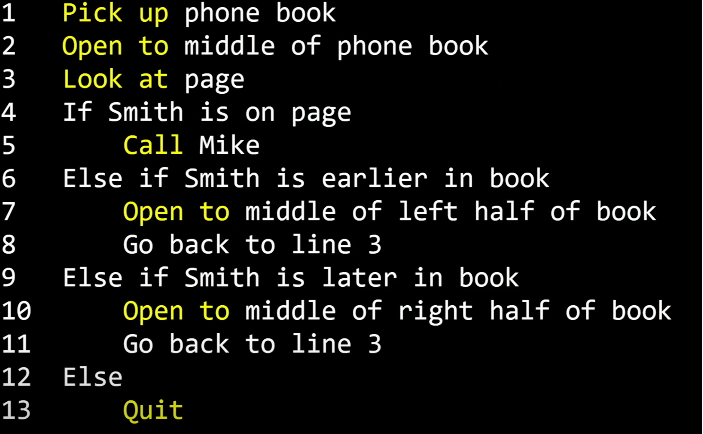 1 Pick up phone book
2 Open to middle of phone book
3 Look at page
4 If Smith is on page
5 Call Mike
6 Else if Smith is earlier in book
7 Open to middle of left half of book
8 Go back to line 3
9 Else if Smith is later in book
10 Open to middle of right half of book
11 Go back to line 3
12 Else
13 Quit